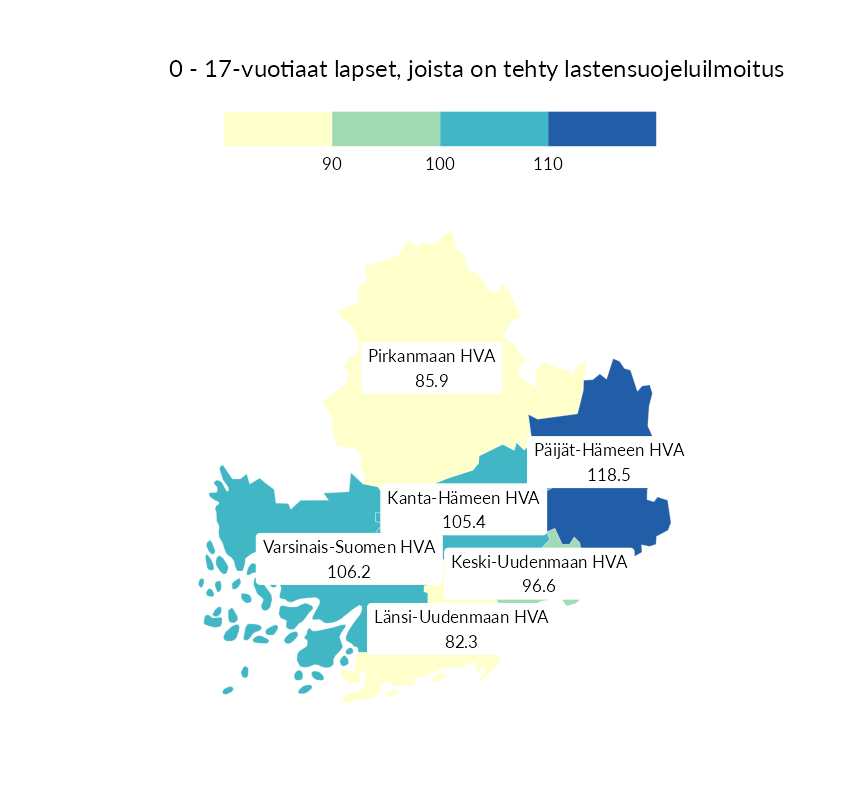 0 - 17-vuotiaat lapset, joista on tehty lastensuojeluilmoitus
90 100 110
Pirkanmaan HVA
85.9
Päijät-Hämeen HVA
118.5
Kanta-Hämeen HVA
105.4
Varsinais-Suomen HVA
106.2
Keski-Uudenmaan HVA
96.6
Länsi-Uudenmaan HVA
82.3